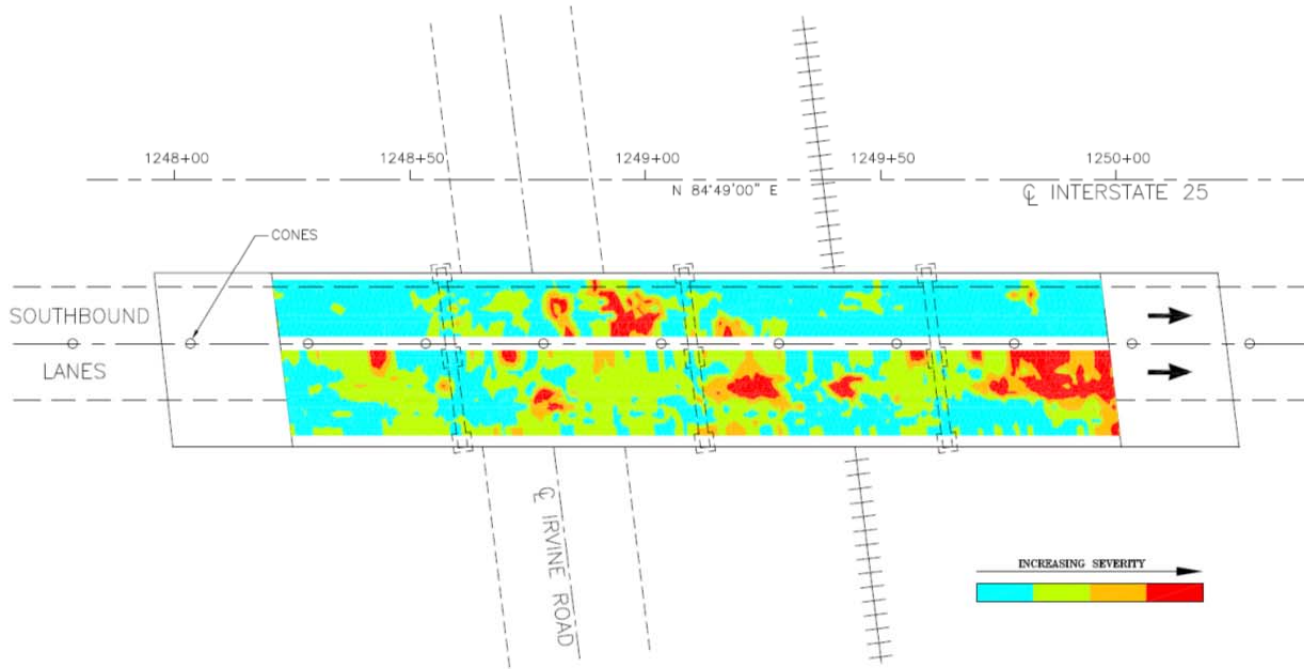 1248+00
1248+50
1249+00
1249+50
1250+00
N 84°49'00" E
℄ INTERSTATE 25
CONES
SOUTHBOUND
LANES
℄ IRVINE ROAD
INCREASING SEVERITY